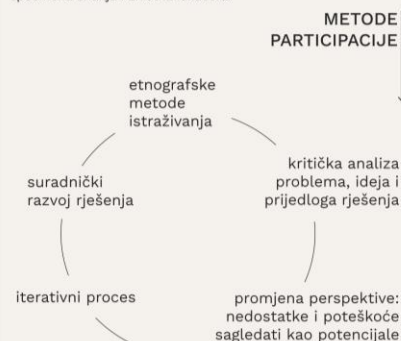 METODE
PARTICIPACIJE
etnografske
metode
istraživanja
kritička analiza
problema, ideja i
prijedloga rješenja
suradnički
razvoj rješenja
iterativni proces
promjena perspektive:
nedostatke i poteškoće
sagledati kao potencijale